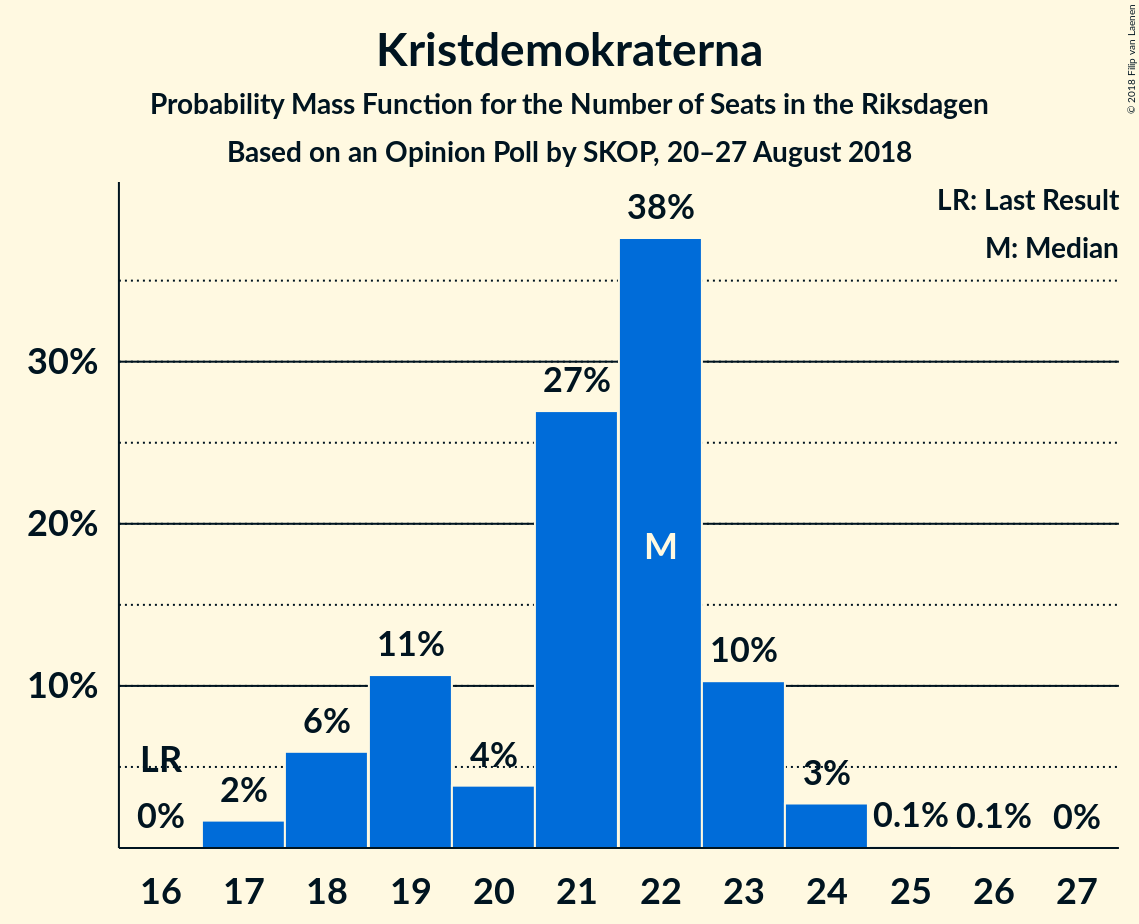 Kristdemokraterna
Probability Mass Function for the Number of Seats in the Riksdagen
Based on an Opinion Poll by SKOP, 20–27 August 2018
© 2018 Filip van Laenen
LR: Last Result
M: Median
38%
30%
27%
20%
M
11%
10%
10%
6%
LR
4%
3%
2%
0%
0.1%
0.1%
0%
16 17 18 19 20 21 22 23 24 25 26 27